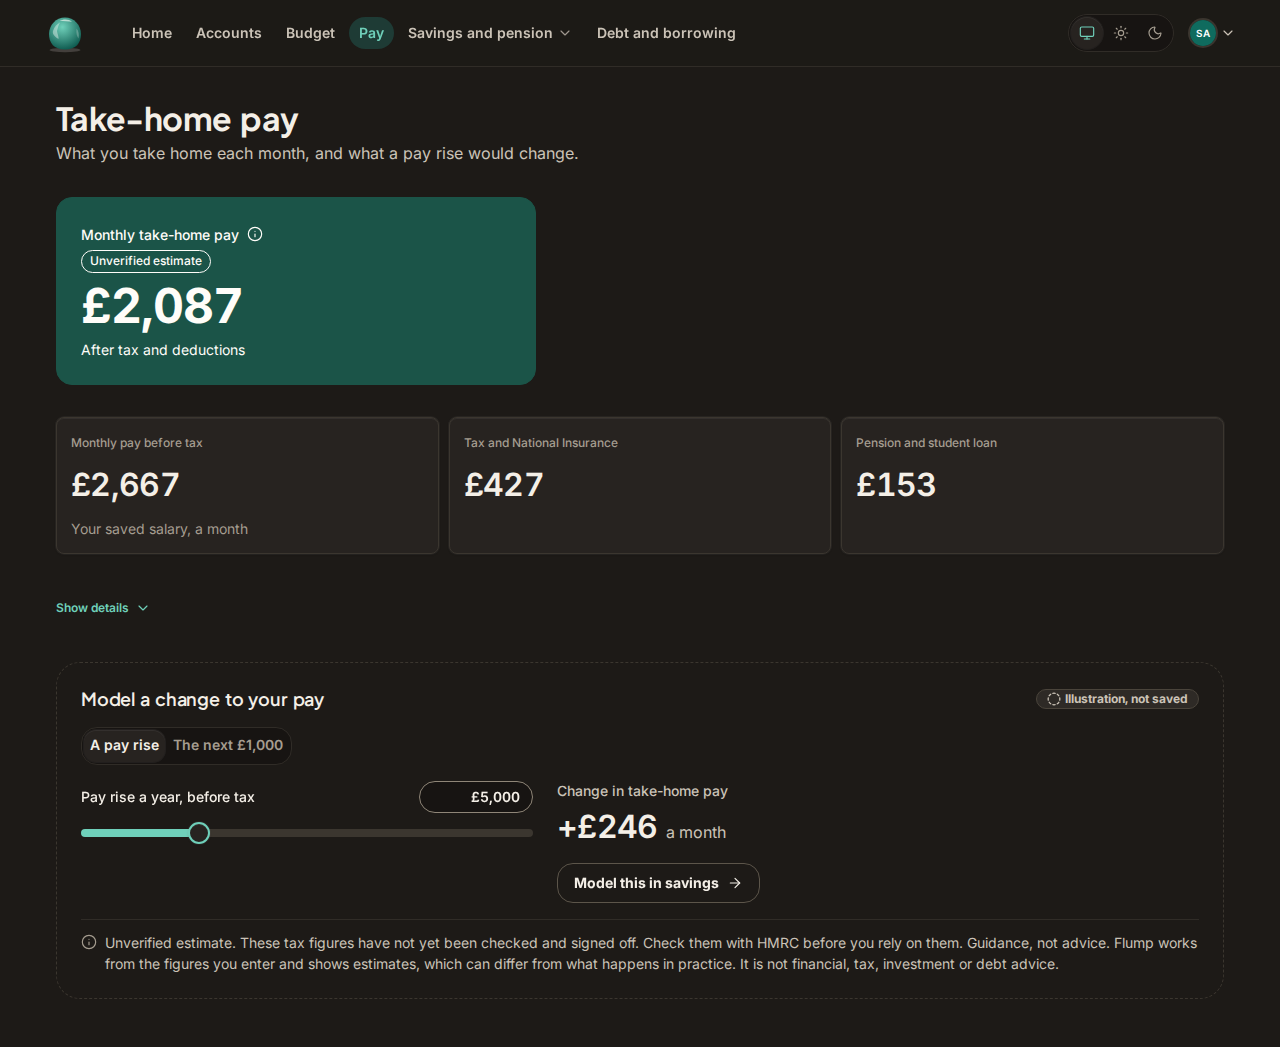 Home
Accounts
Budget
Pay
Savings and pension
Debt and borrowing
SA
Take-home pay
What you take home each month, and what a pay rise would change.
Monthly take-home pay
Unverified estimate
£2,087
After tax and deductions
Monthly pay before tax
£2,667
Your saved salary, a month
Tax and National Insurance
£427
Pension and student loan
£153
Show details
Model a change to your pay
Illustration, not saved
A pay rise
The next £1,000
Pay rise a year, before tax
£5,000
Change in take-home pay
+£246 a month
Model this in savings
Unverified estimate. These tax figures have not yet been checked and signed off. Check them with HMRC before you rely on them. Guidance, not advice. Flump works
from the figures you enter and shows estimates, which can differ from what happens in practice. It is not financial, tax, investment or debt advice.